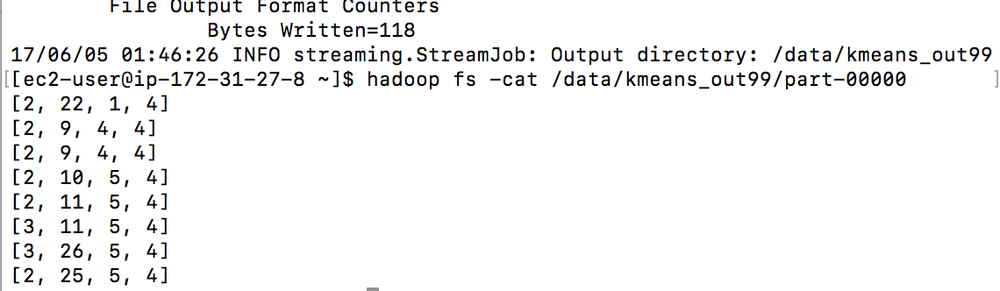 File Output Format Counters
Bytes Written=118
17/06/05 01:46:26 INFO streaming.StreamJob: Output directory: /data/kmeans_out99
[[ec2-user@ip-172-31-27-8 ~]$ hadoop fs -cat /data/kmeans_out99/part-00000 ]
[2, 22, 1, 4]
[2, 9, 4, 4]
[2, 9, 4, 4]
[2, 10, 5, 4]
[2, 11, 5, 4]
[3, 11, 5, 4]
[3, 26, 5, 4]
[2, 25, 5, 4]